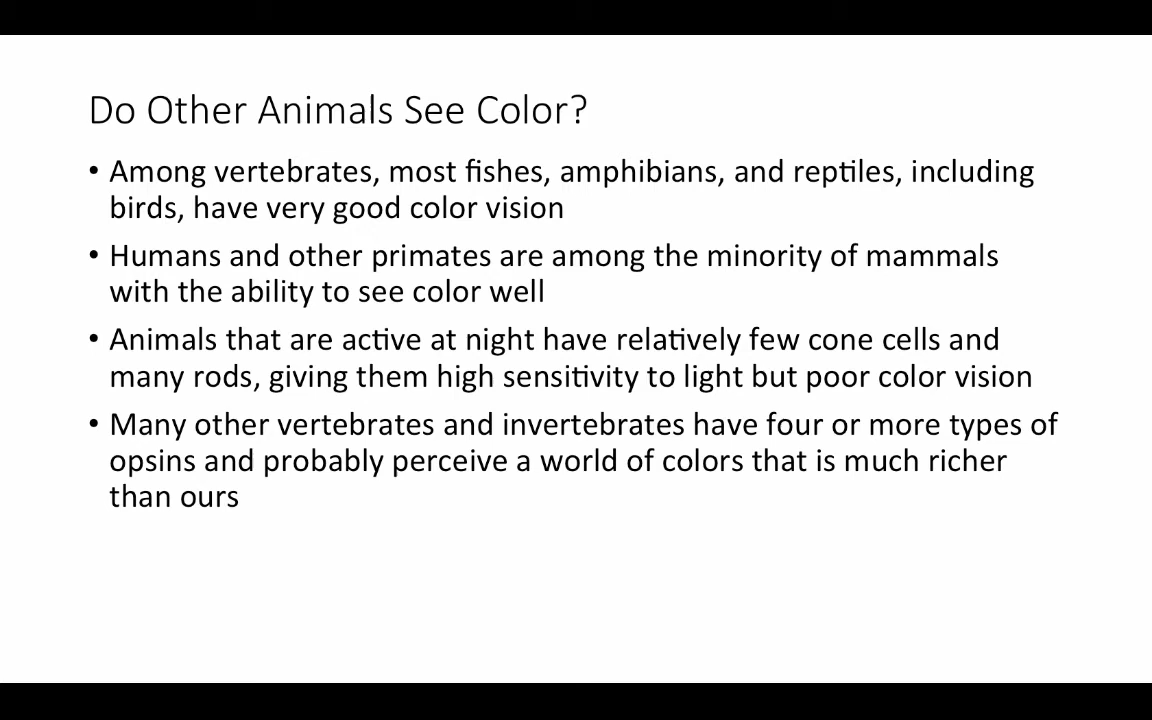 Do Other Animals See Color?
• Among vertebrates, most fishes, amphibians, and reptiles, including
birds, have very good color vision
• Humans and other primates are among the minority of mammals
with the ability to see color well
• Animals that are active at night have relatively few cone cells and
many rods, giving them high sensitivity to light but poor color vision
• Many other vertebrates and invertebrates have four or more types of
opsins and probably perceive a world of colors that is much richer
than ours